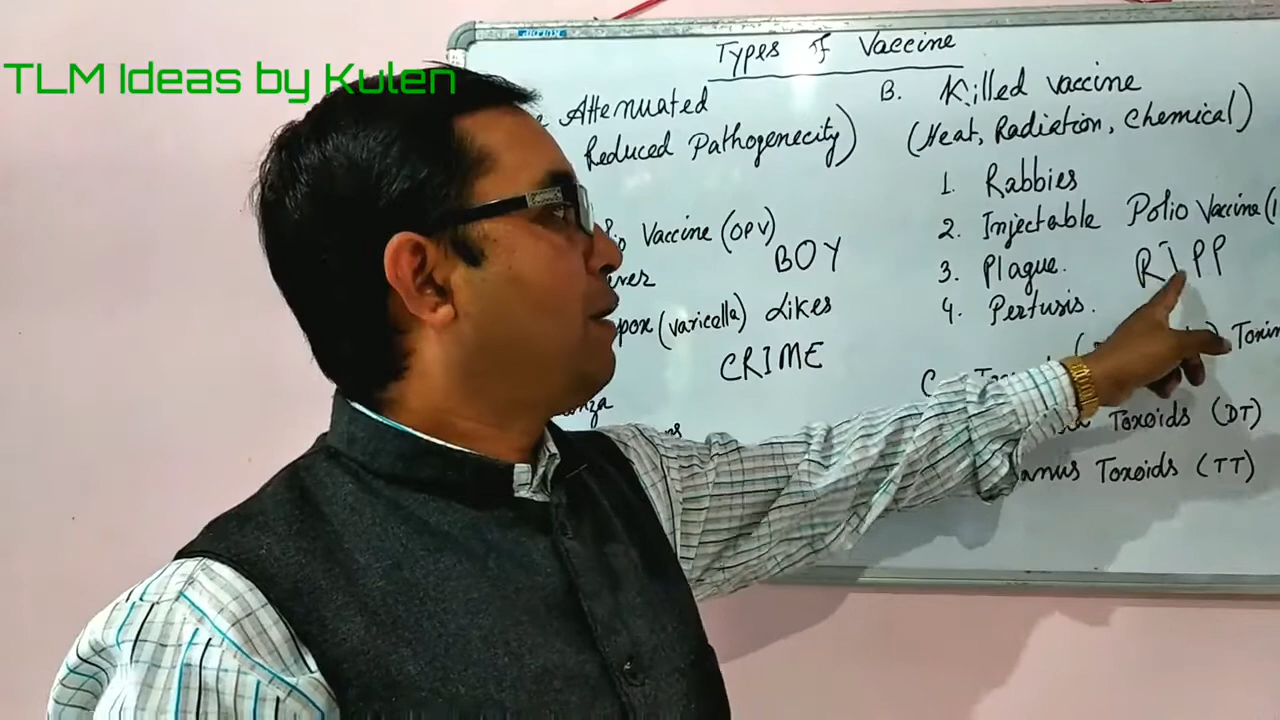 TLM Ideas by Kulen
Types of Vaccine
Attenuated
Reduced Pathogenecity)
Vaccine (OPV)
BOY
(varicella) Likes
CRIME
B. Killed vaccine
(Heat, Radiation, Chemical)
1. Rabbies
2. Injectable Polio Vaccine (
3. Plague.
RIPP
4. Pertusis.
C.
Toxoids (DT)
Toxoids (TT)